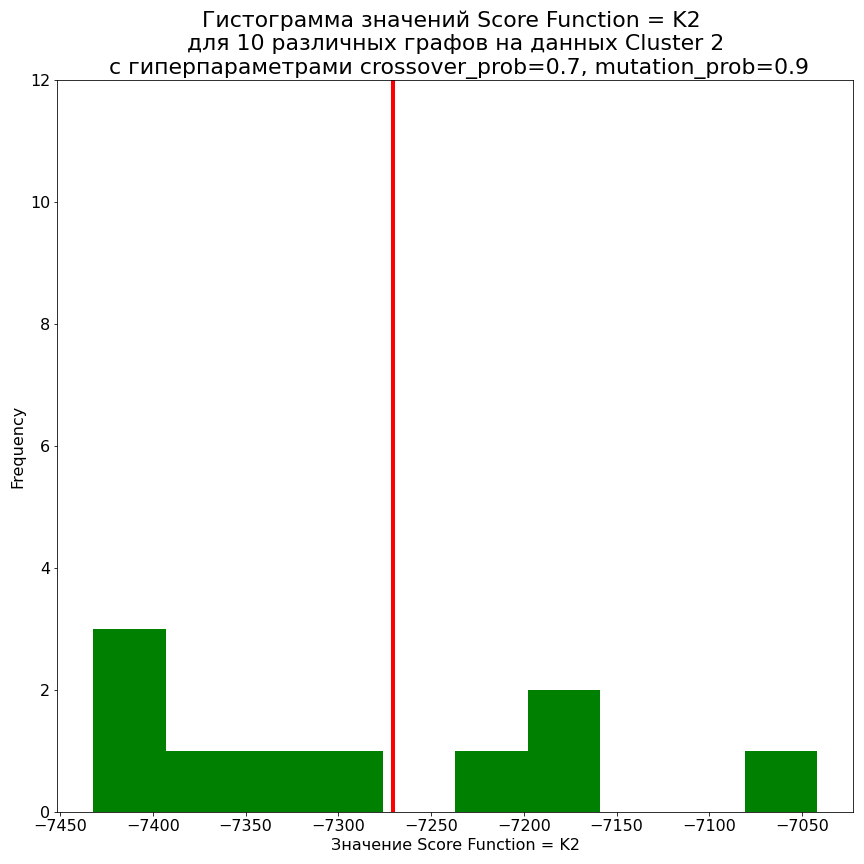 Гистограмма значений Score Function = K2
для 10 различных графов на данных Cluster 2
с гиперпараметрами crossover_prob=0.7, mutation_prob=0.9
12
10
8
6
4
2
0
Frequency
−7450 −7400 −7350 −7300 −7250 −7200 −7150 −7100 −7050
Значение Score Function = K2